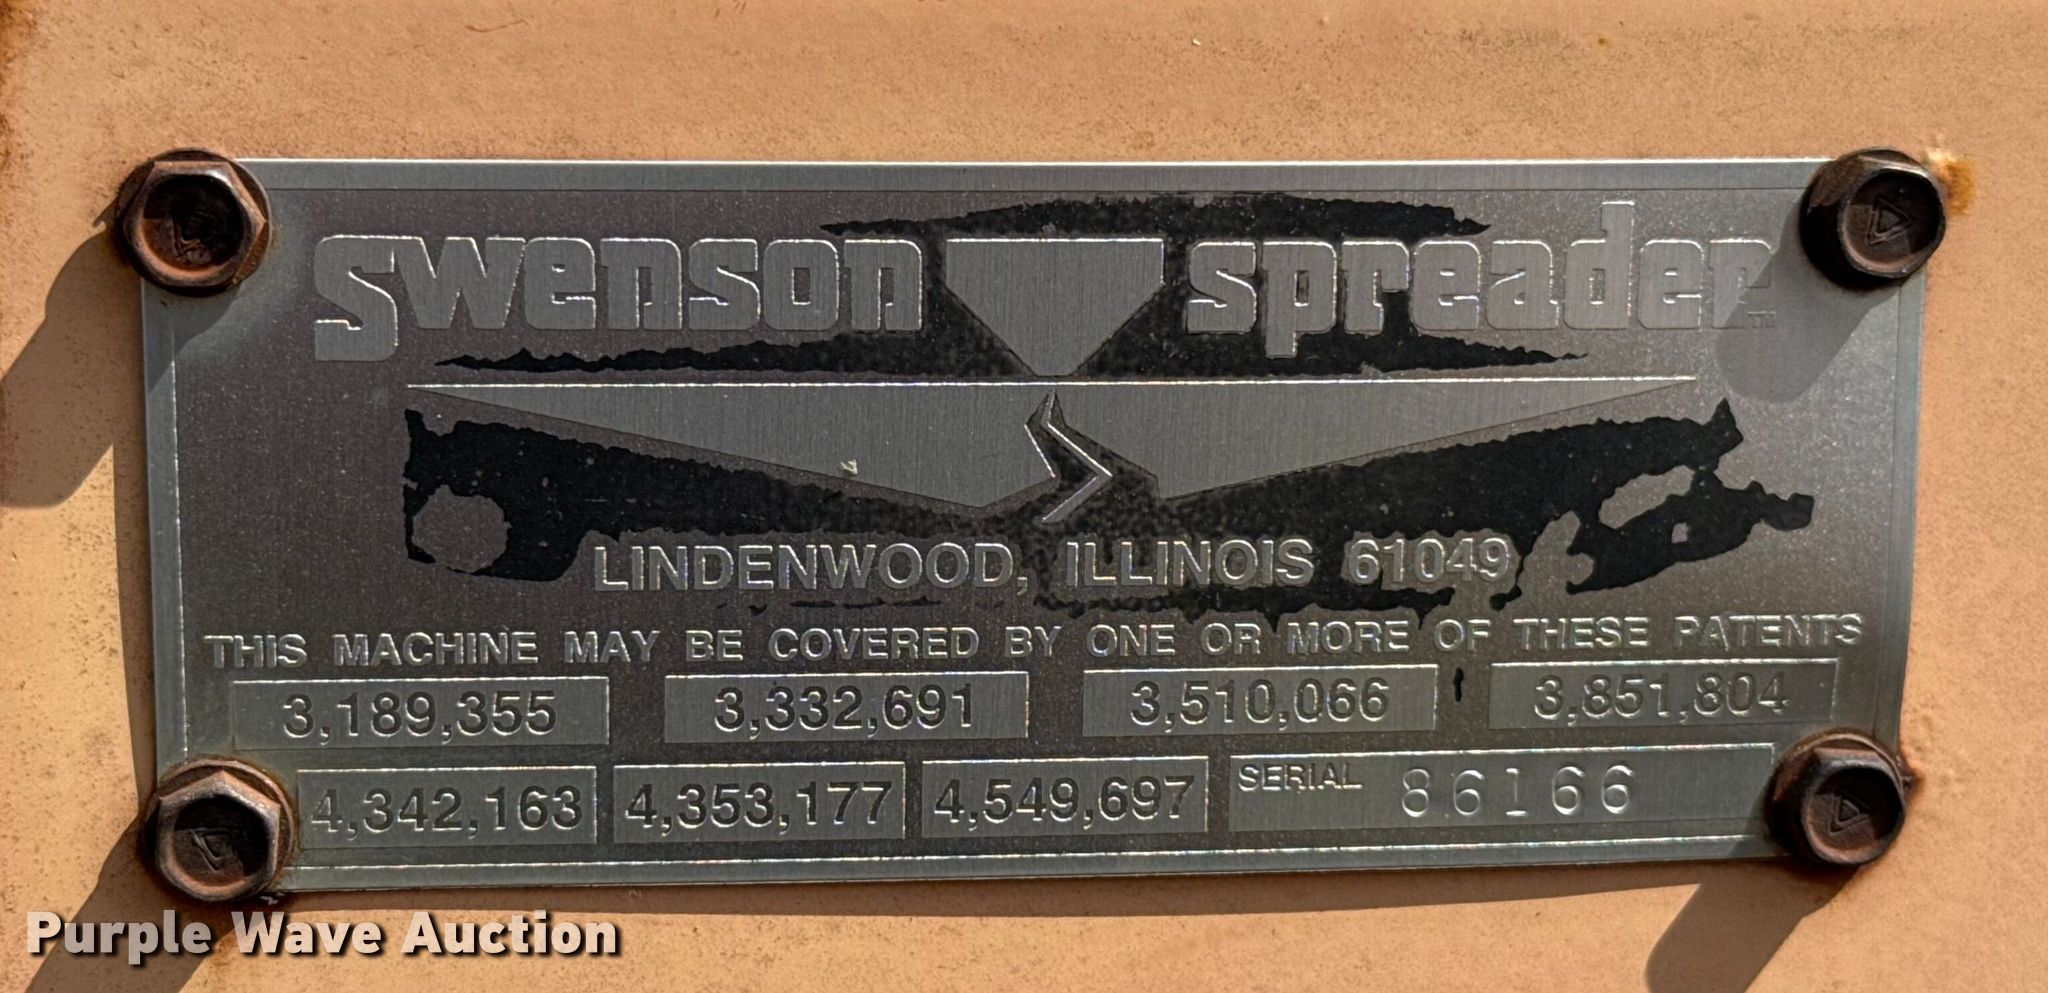 Swenson spreader™
LINDENWOOD, ILLINOIS 61049
THIS MACHINE MAY BE COVERED BY ONE OR MORE OF THESE PATENTS
3,189,355 3,332,691 3,510,066 3,851,804
4,342,163 4,353,177 4,549,697 SERIAL 86166
Purple Wave Auction